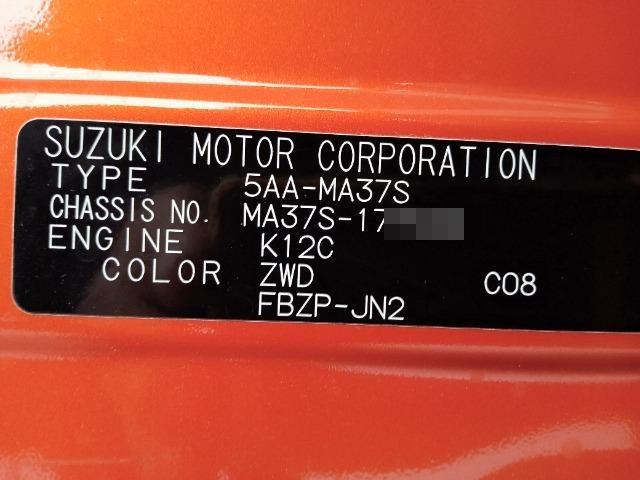 SUZUKI MOTOR CORPORATION
TYPE 5AA-MA37S
CHASSIS NO. MA37S-17
ENGINE K12C
COLOR ZWD C08
FBZP-JN2